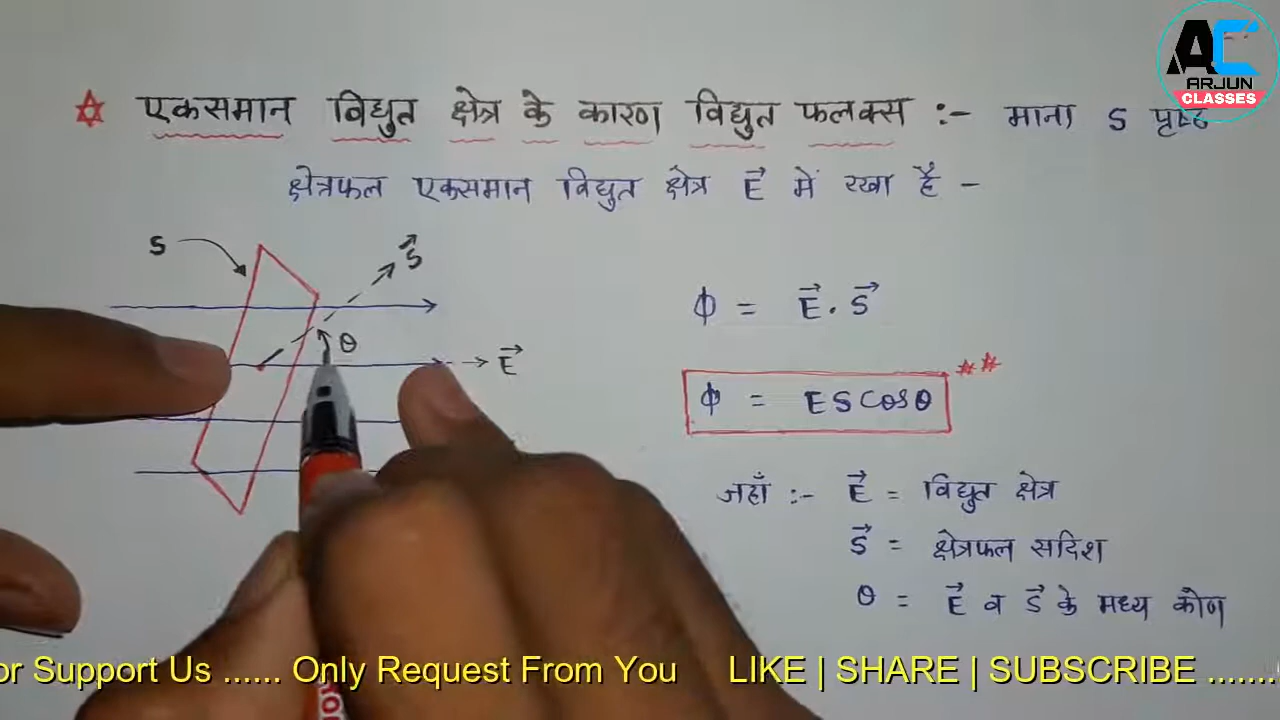 एकसमान विद्युत क्षेत्र के कारण विद्युत फलक्स :- माना S पृष्ठ
क्षेत्रफल एकसमान विद्युत क्षेत्र E⃗ में रखा है -
S
S⃗
θ
E⃗
ϕ = E⃗ . S⃗
ϕ = ES cosθ **
जहाँ :- E⃗ = विद्युत क्षेत्र
S⃗ = क्षेत्रफल सदिश
θ = E⃗ व S⃗ के मध्य कोण
AC
ARJUN
CLASSES
or Support Us ...... Only Request From You LIKE | SHARE | SUBSCRIBE .......